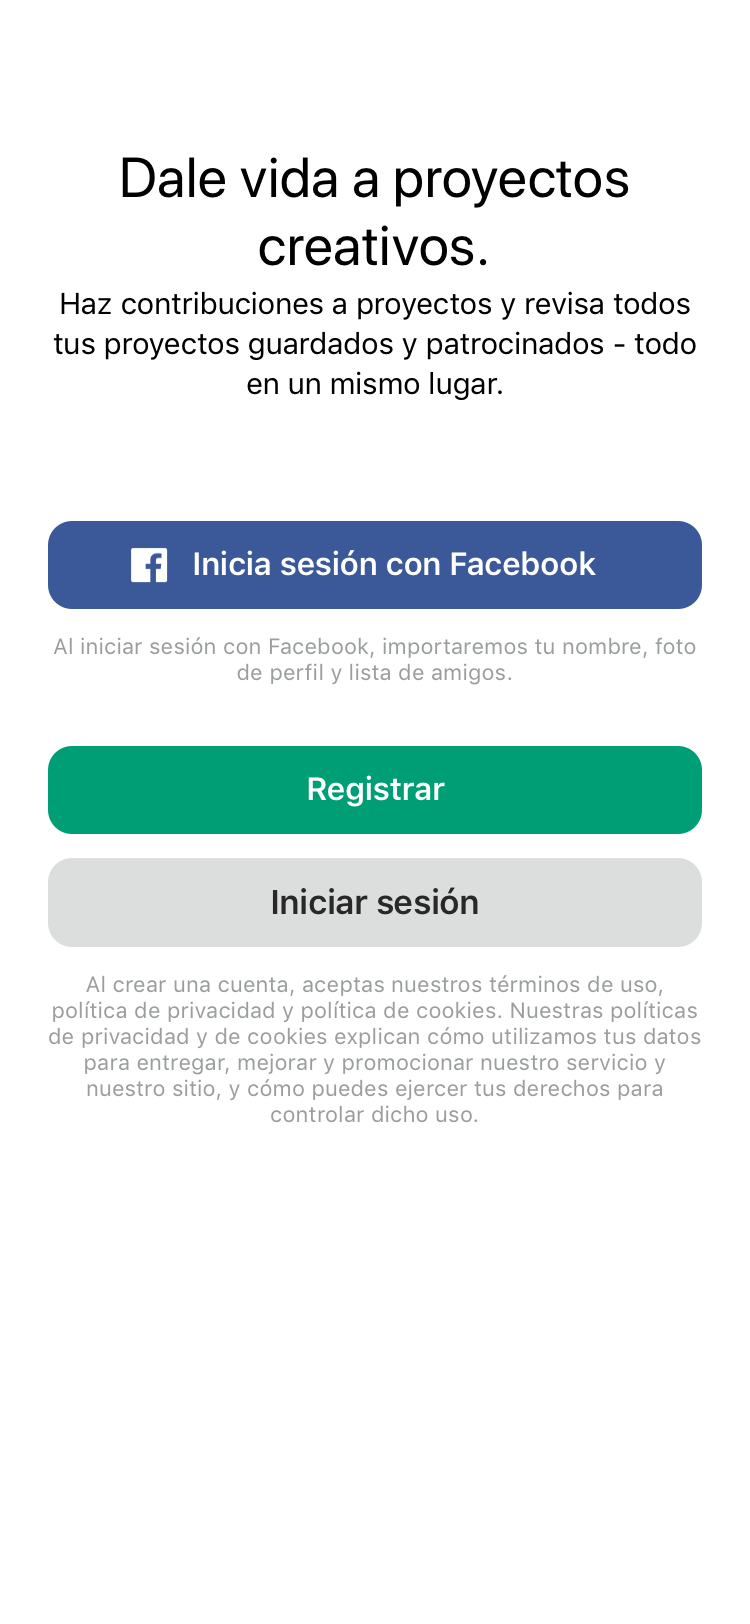 Dale vida a proyectos
creativos.
Haz contribuciones a proyectos y revisa todos
tus proyectos guardados y patrocinados - todo
en un mismo lugar.
Inicia sesión con Facebook
Al iniciar sesión con Facebook, importaremos tu nombre, foto
de perfil y lista de amigos.
Registrar
Iniciar sesión
Al crear una cuenta, aceptas nuestros términos de uso,
política de privacidad y política de cookies. Nuestras políticas
de privacidad y de cookies explican cómo utilizamos tus datos
para entregar, mejorar y promocionar nuestro servicio y
nuestro sitio, y cómo puedes ejercer tus derechos para
controlar dicho uso.